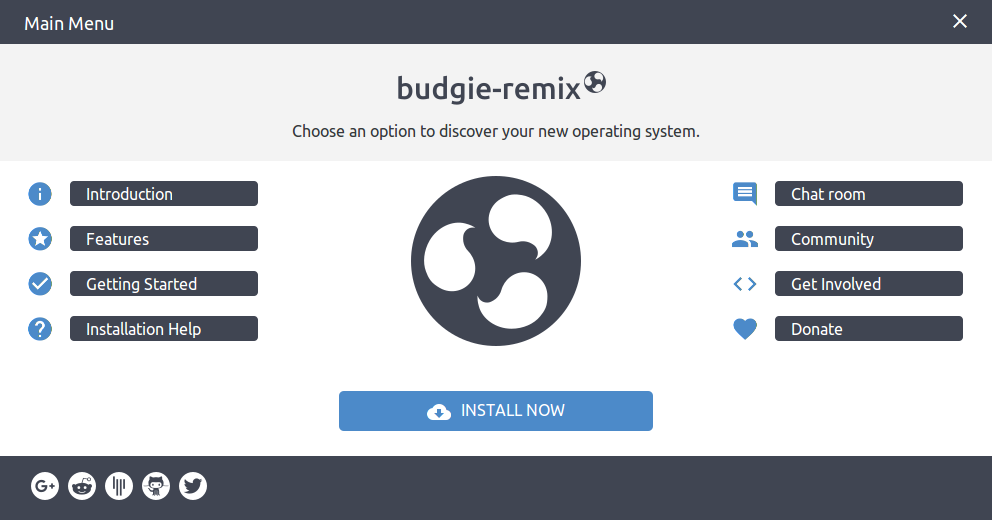 Main Menu
budgie-remix
Choose an option to discover your new operating system.
Introduction
Features
Getting Started
Installation Help
Chat room
Community
Get Involved
Donate
INSTALL NOW
G+